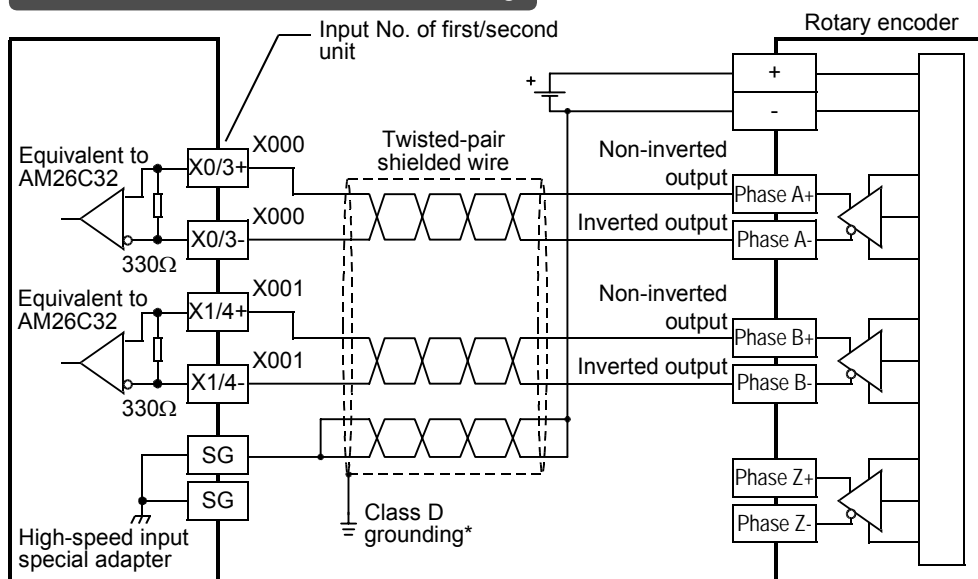 Rotary encoder
Input No. of first/second
unit
+
+
-
Equivalent to
AM26C32
X0/3+
X000
Twisted-pair
shielded wire
Non-inverted
output
Phase A+
X000
X0/3-
Inverted output
Phase A-
330Ω
Equivalent to
AM26C32
X1/4+
X001
Non-inverted
output
Phase B+
X001
X1/4-
Inverted output
Phase B-
330Ω
SG
SG
Phase Z+
Phase Z-
High-speed input
special adapter
Class D
grounding*